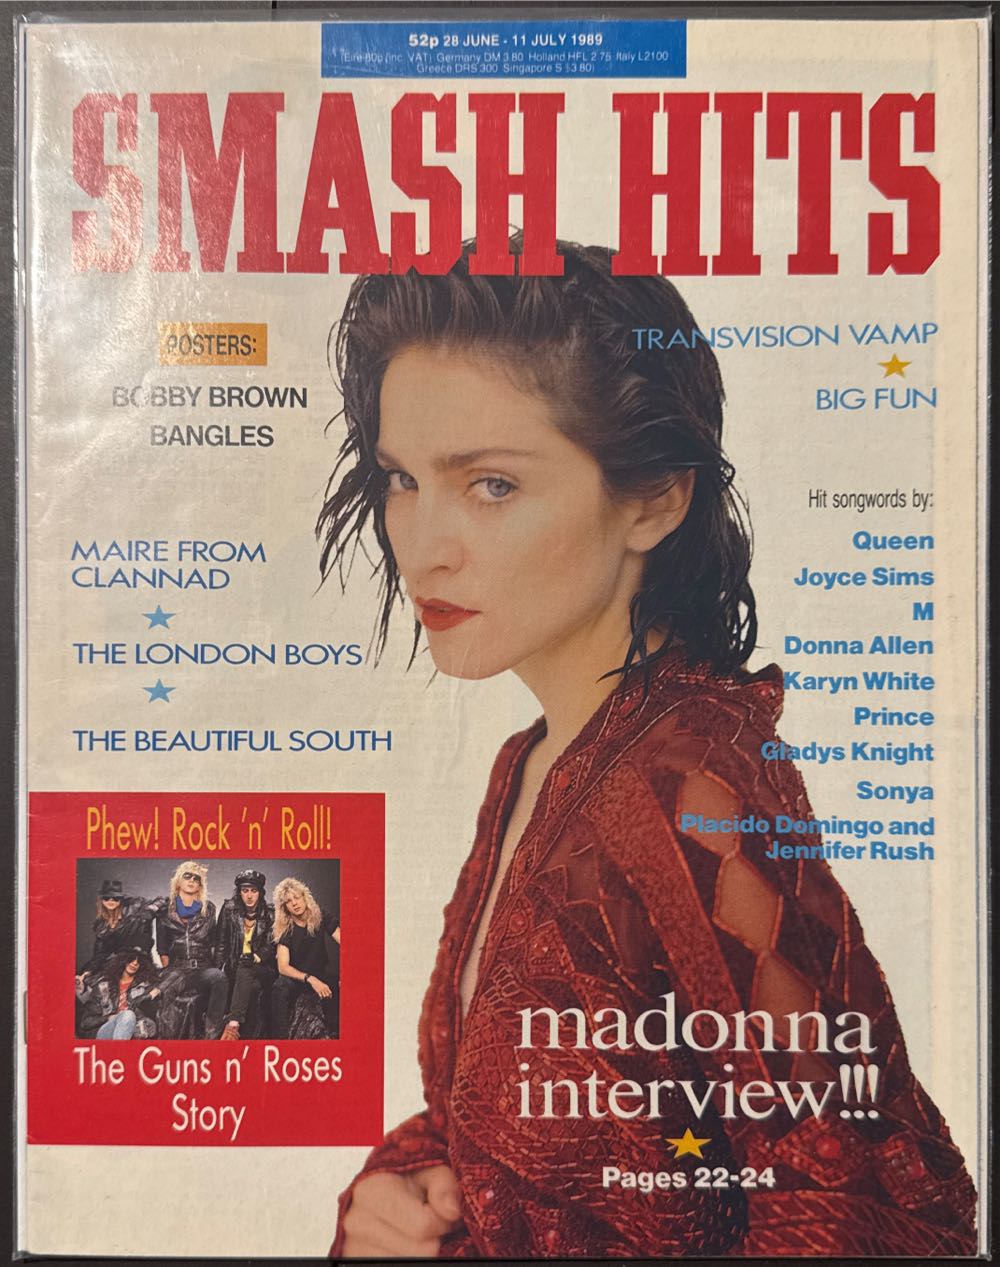 52p 28 JUNE - 11 JULY 1989
(Eire 80p (inc. VAT) Germany DM 3.80 Holland HFL 2.75 Italy L2100
Greece DRS 300 Singapore S $3.80)
SMASH HITS
POSTERS:
BOBBY BROWN
BANGLES
TRANSVISION VAMP
BIG FUN
Hit songwords by:
Queen
Joyce Sims
M
Donna Allen
Karyn White
Prince
Gladys Knight
Sonya
Placido Domingo and
Jennifer Rush
MAIRE FROM
CLANNAD
THE LONDON BOYS
THE BEAUTIFUL SOUTH
Phew! Rock 'n' Roll!
The Guns n' Roses
Story
madonna
interview!!!
Pages 22-24